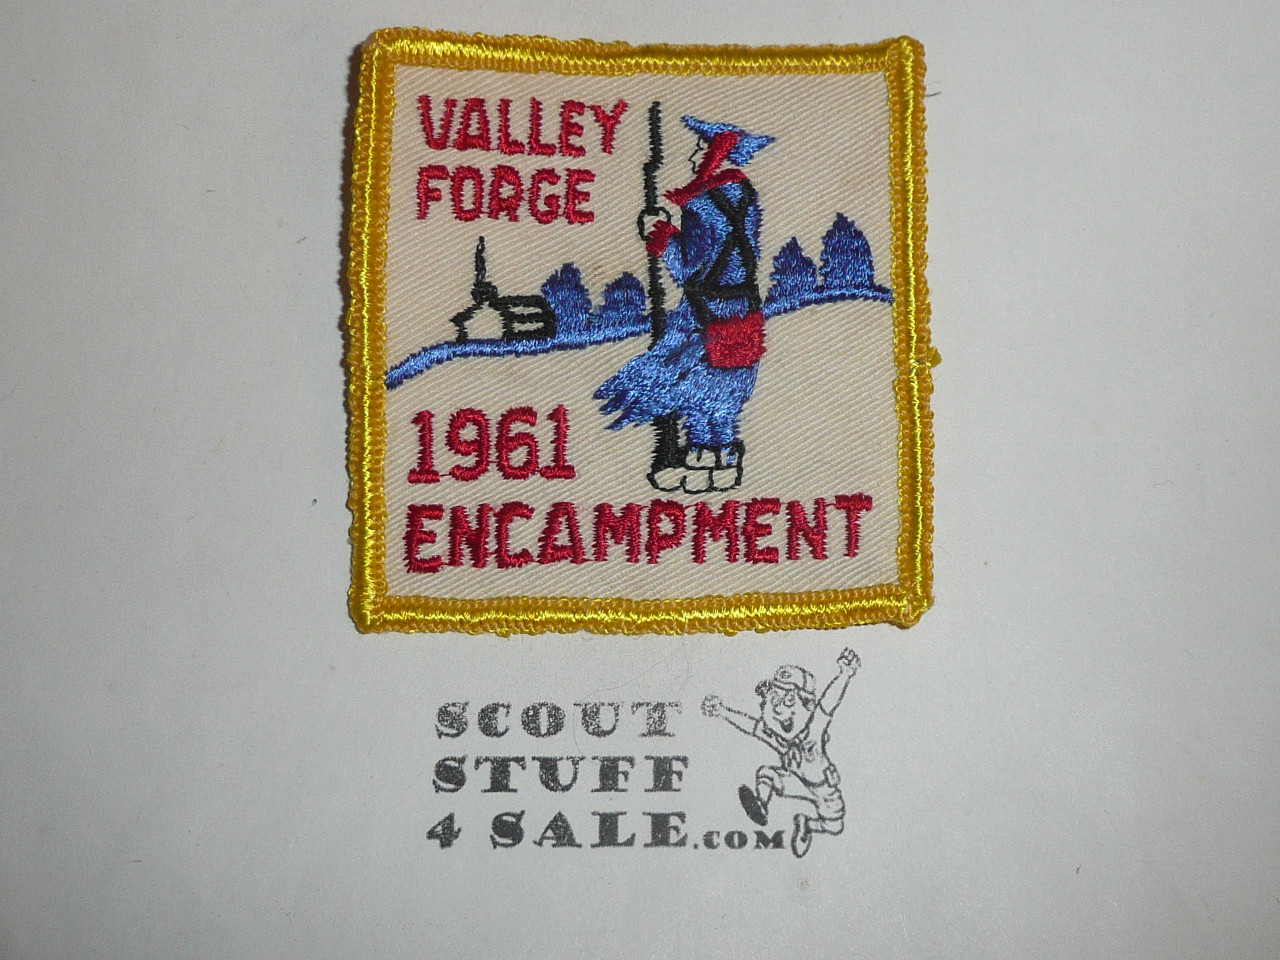 VALLEY
FORGE
1961
ENCAMPMENT
SCOUT
STUFF
4 SALE.COM